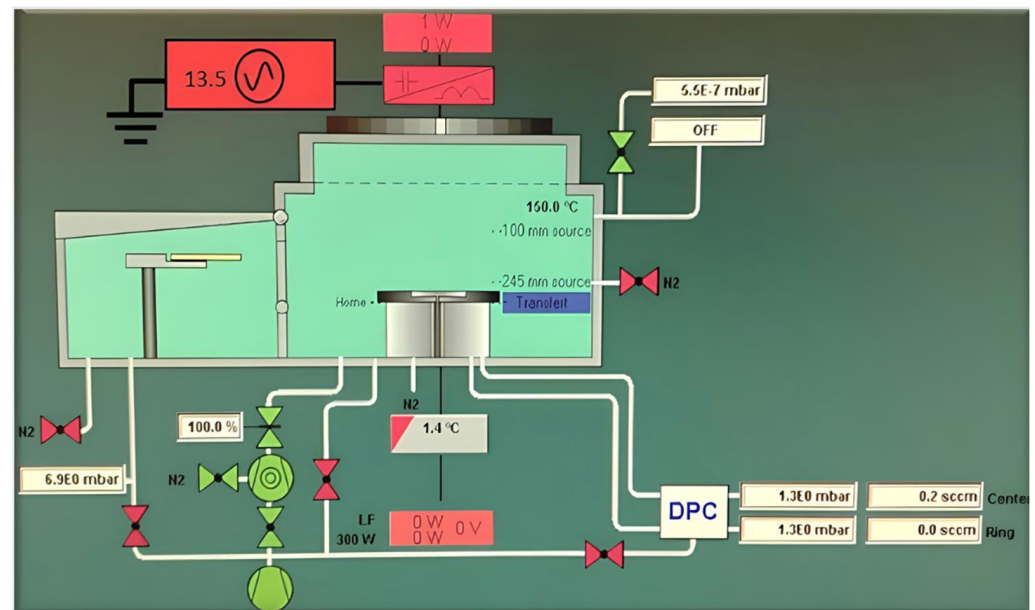 1 W
0 W
13.5
5.5E-7 mbar
OFF
160.0 °C
100 mm source
245 mm source
N2
Home
Transfert
N2
1.4 °C
N2
100.0 %
6.9E0 mbar
N2
LF
300 W
0 W
0 W
0 V
DPC
1.3E0 mbar
0.2 sccm
Center
1.3E0 mbar
0.0 sccm
Ring